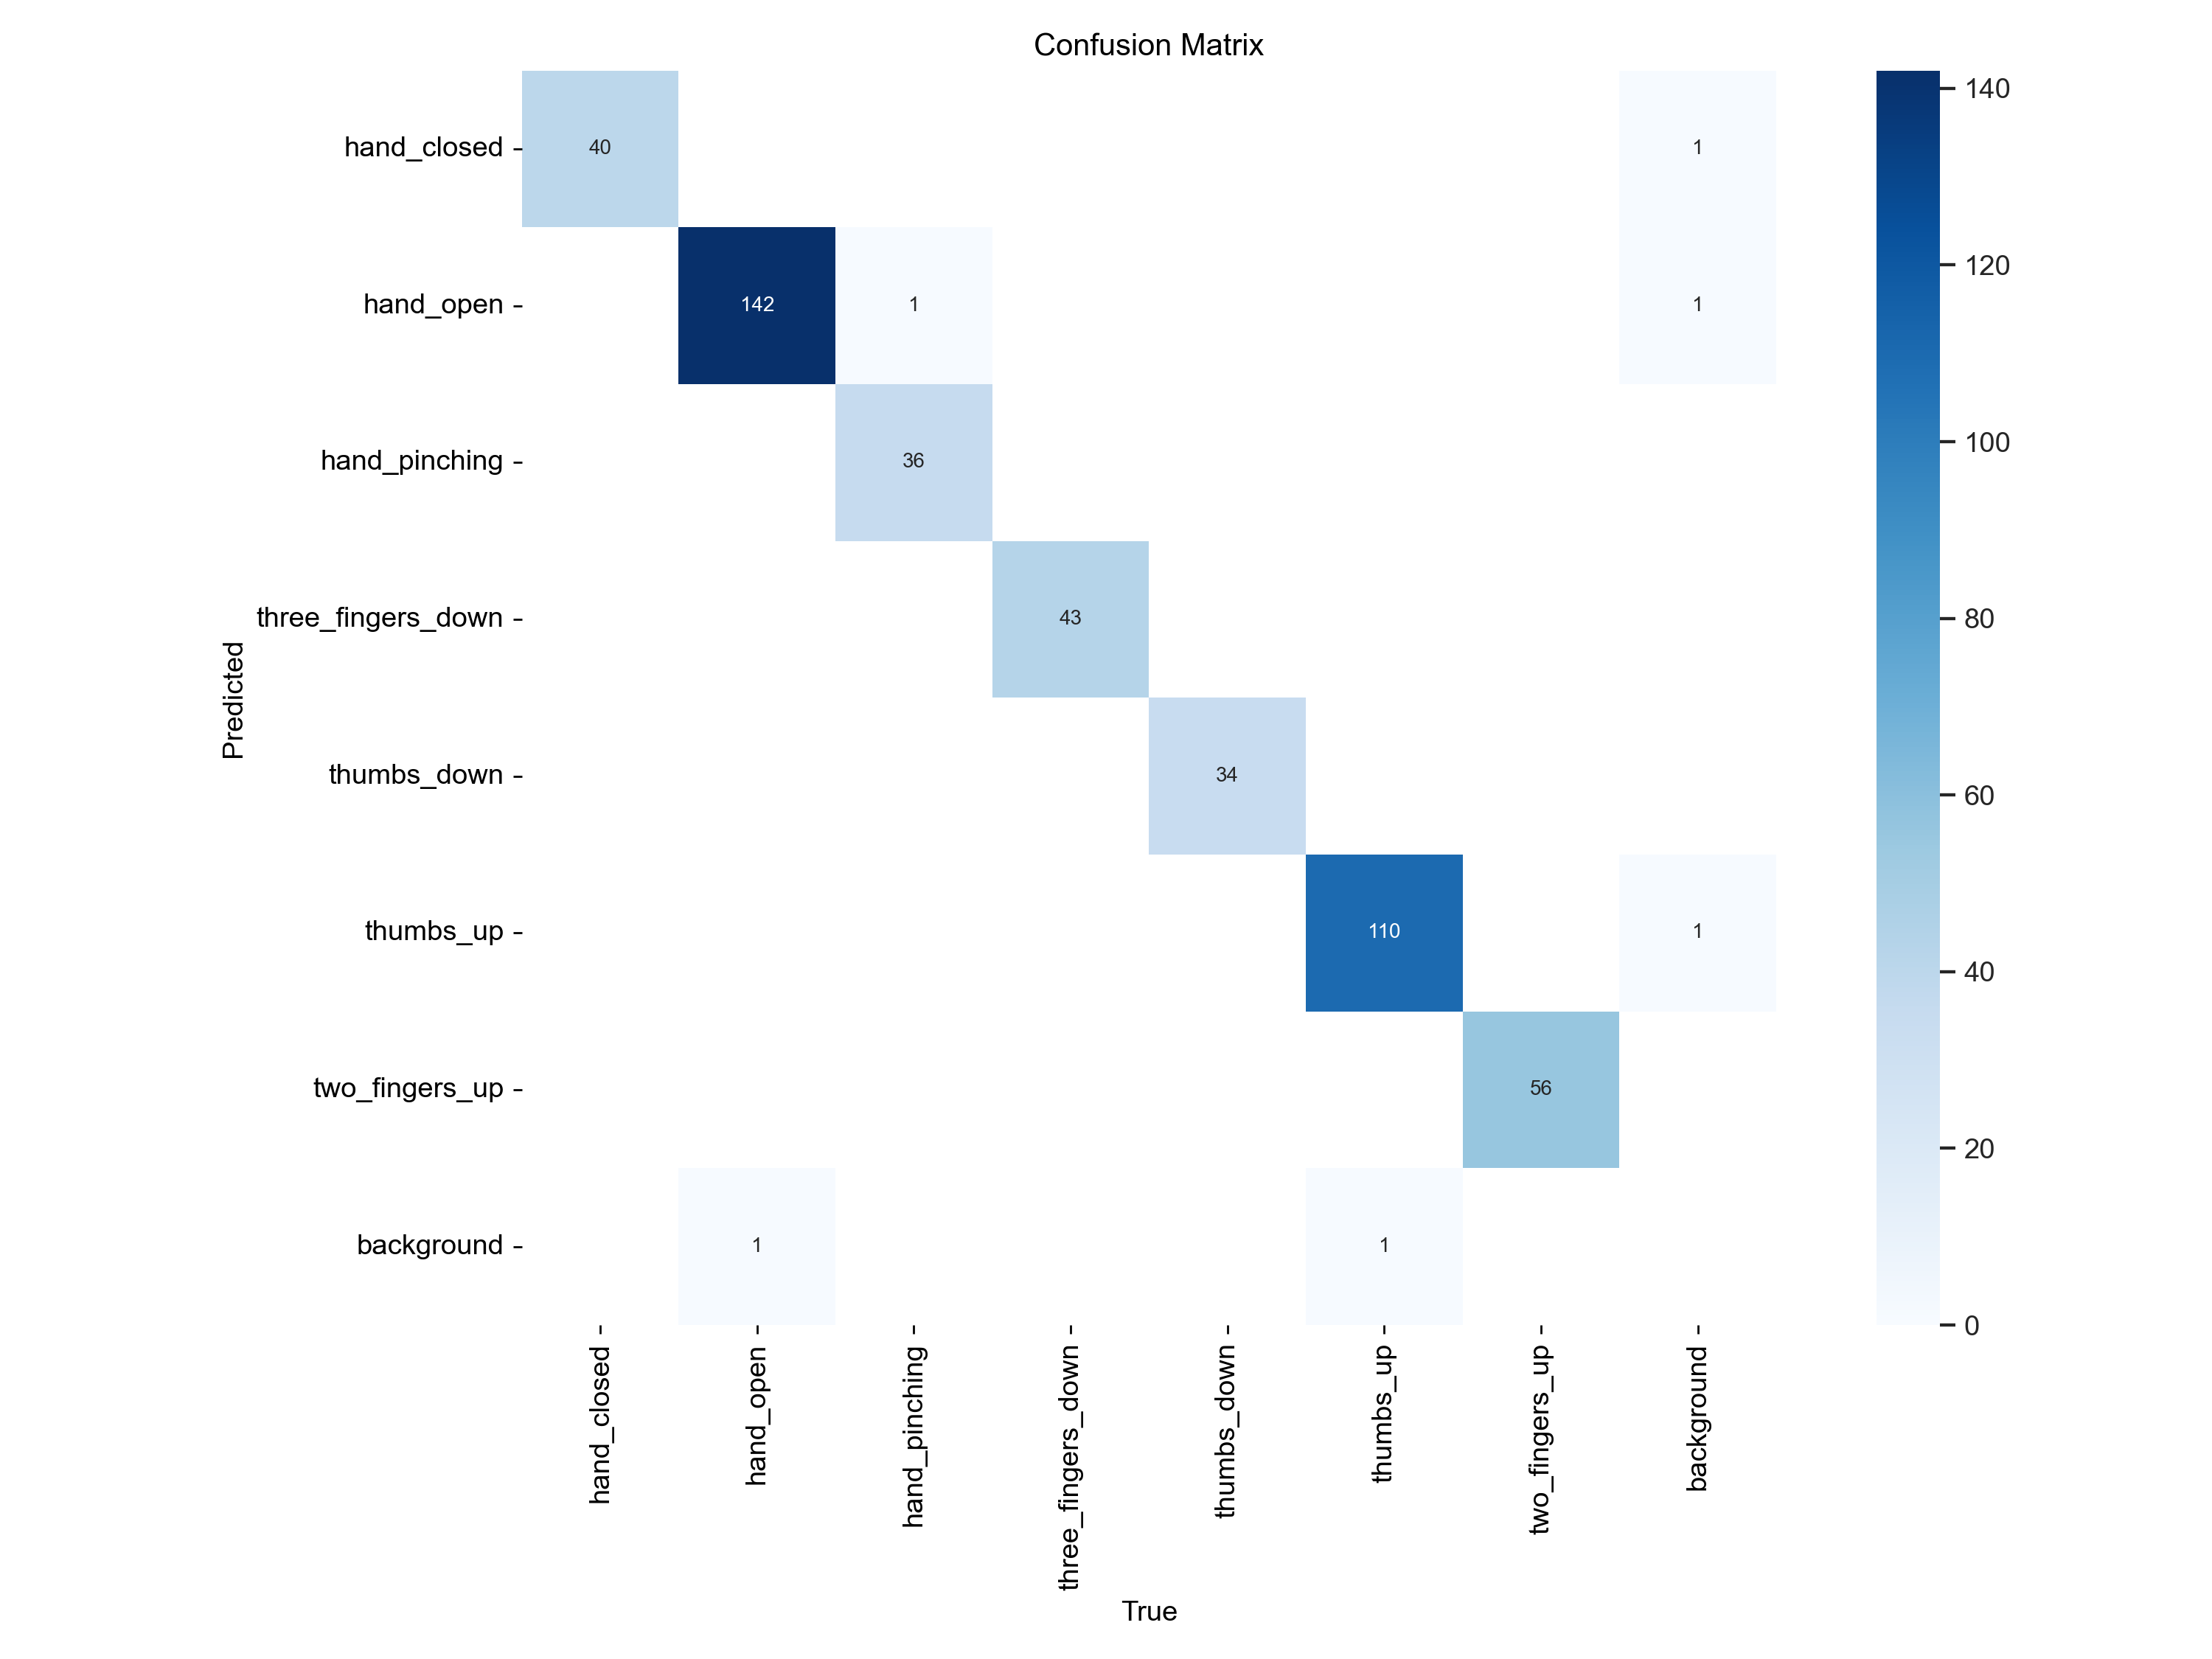 Confusion Matrix
hand_closed
40
1
hand_open
142
1
1
hand_pinching
36
three_fingers_down
43
thumbs_down
34
thumbs_up
110
1
two_fingers_up
56
background
1
1
Predicted
hand_closed
hand_open
hand_pinching
three_fingers_down
thumbs_down
thumbs_up
two_fingers_up
background
True
140
120
100
80
60
40
20
0